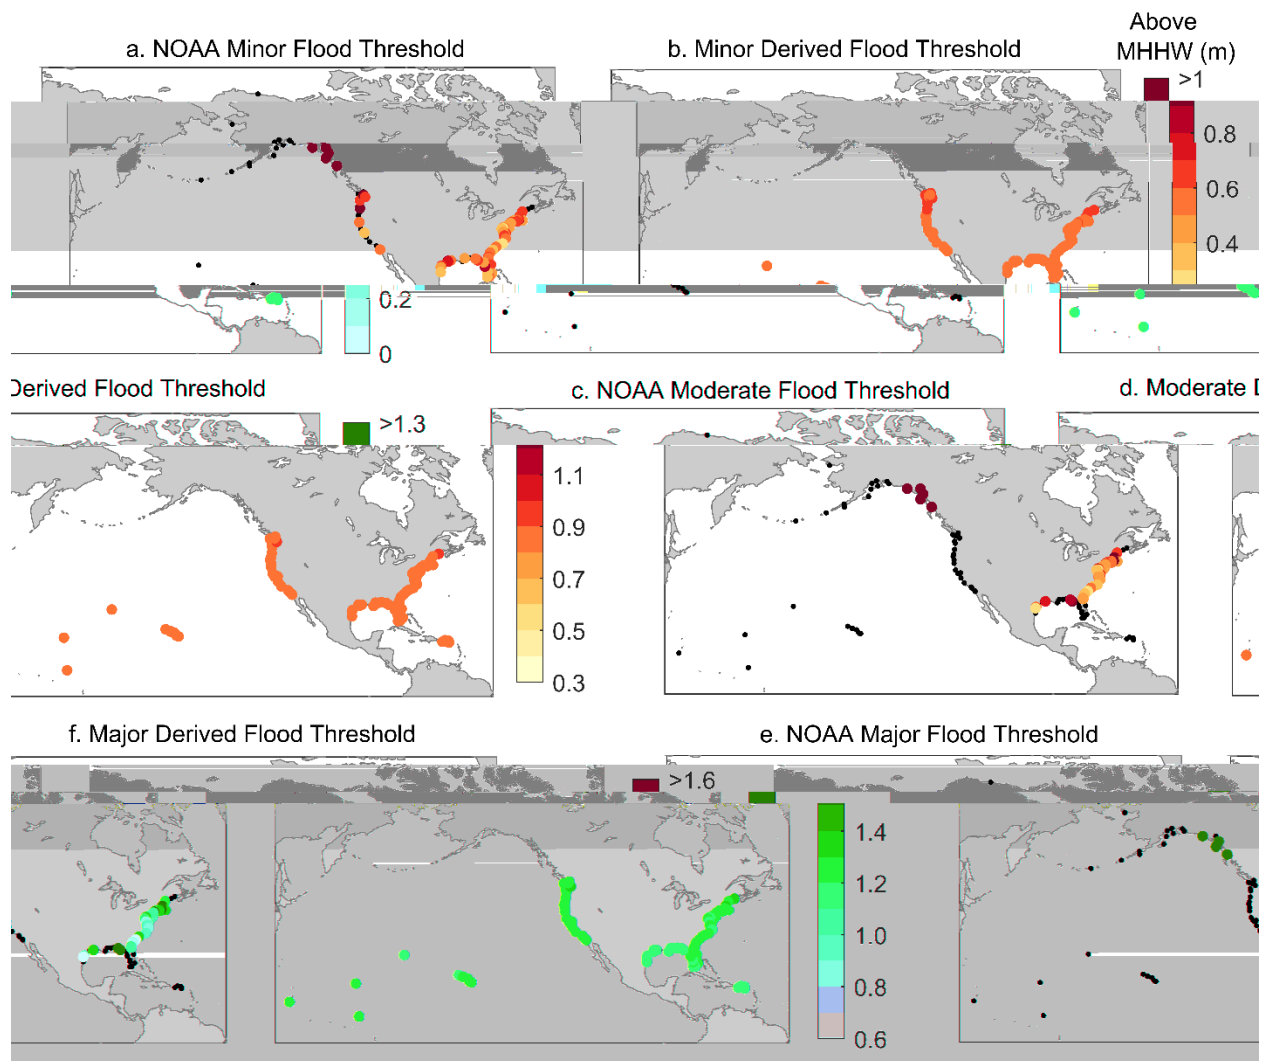 Above
a. NOAA Minor Flood Threshold
b. Minor Derived Flood Threshold
MHHW (m)
>1
0.8
0.6
0.4
0.2
0
Derived Flood Threshold
c. NOAA Moderate Flood Threshold
d. Moderate D
>1.3
1.1
0.9
0.7
0.5
0.3
f. Major Derived Flood Threshold
e. NOAA Major Flood Threshold
>1.6
1.4
1.2
1.0
0.8
0.6